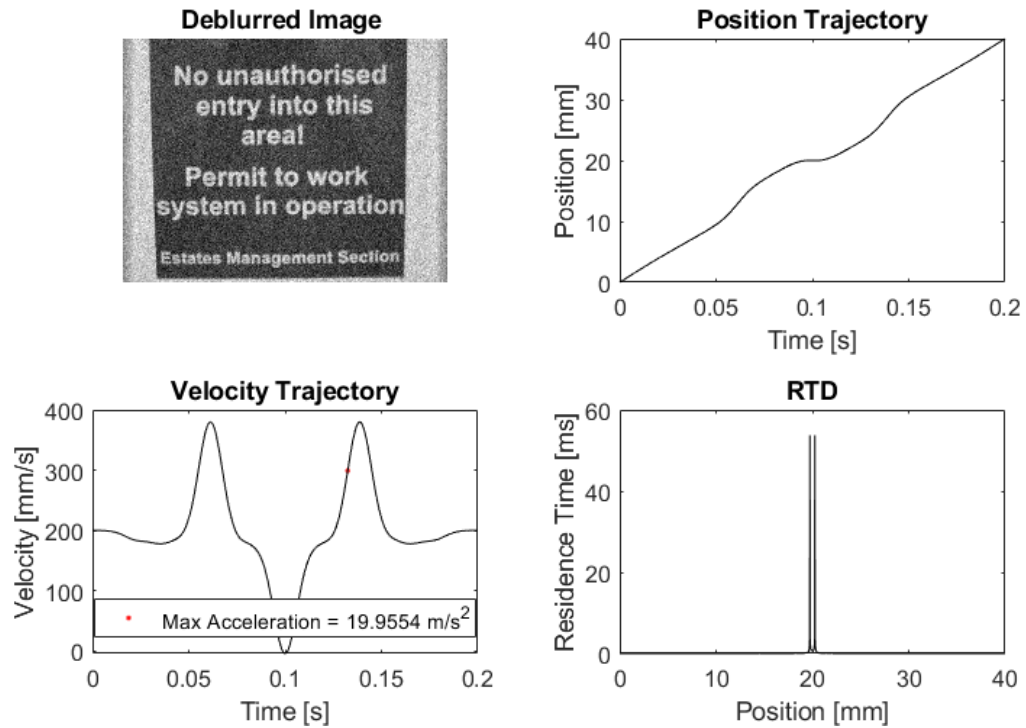 Deblurred Image
No unauthorised
entry into this
area!
Permit to work
system in operation
Estates Management Section
Position Trajectory
40
30
20
10
0
Position [mm]
0 0.05 0.1 0.15 0.2
Time [s]
Velocity Trajectory
400
300
200
100
0
Velocity [mm/s]
Max Acceleration = 19.9554 m/s²
0 0.05 0.1 0.15 0.2
Time [s]
RTD
60
40
20
0
Residence Time [ms]
0 10 20 30 40
Position [mm]